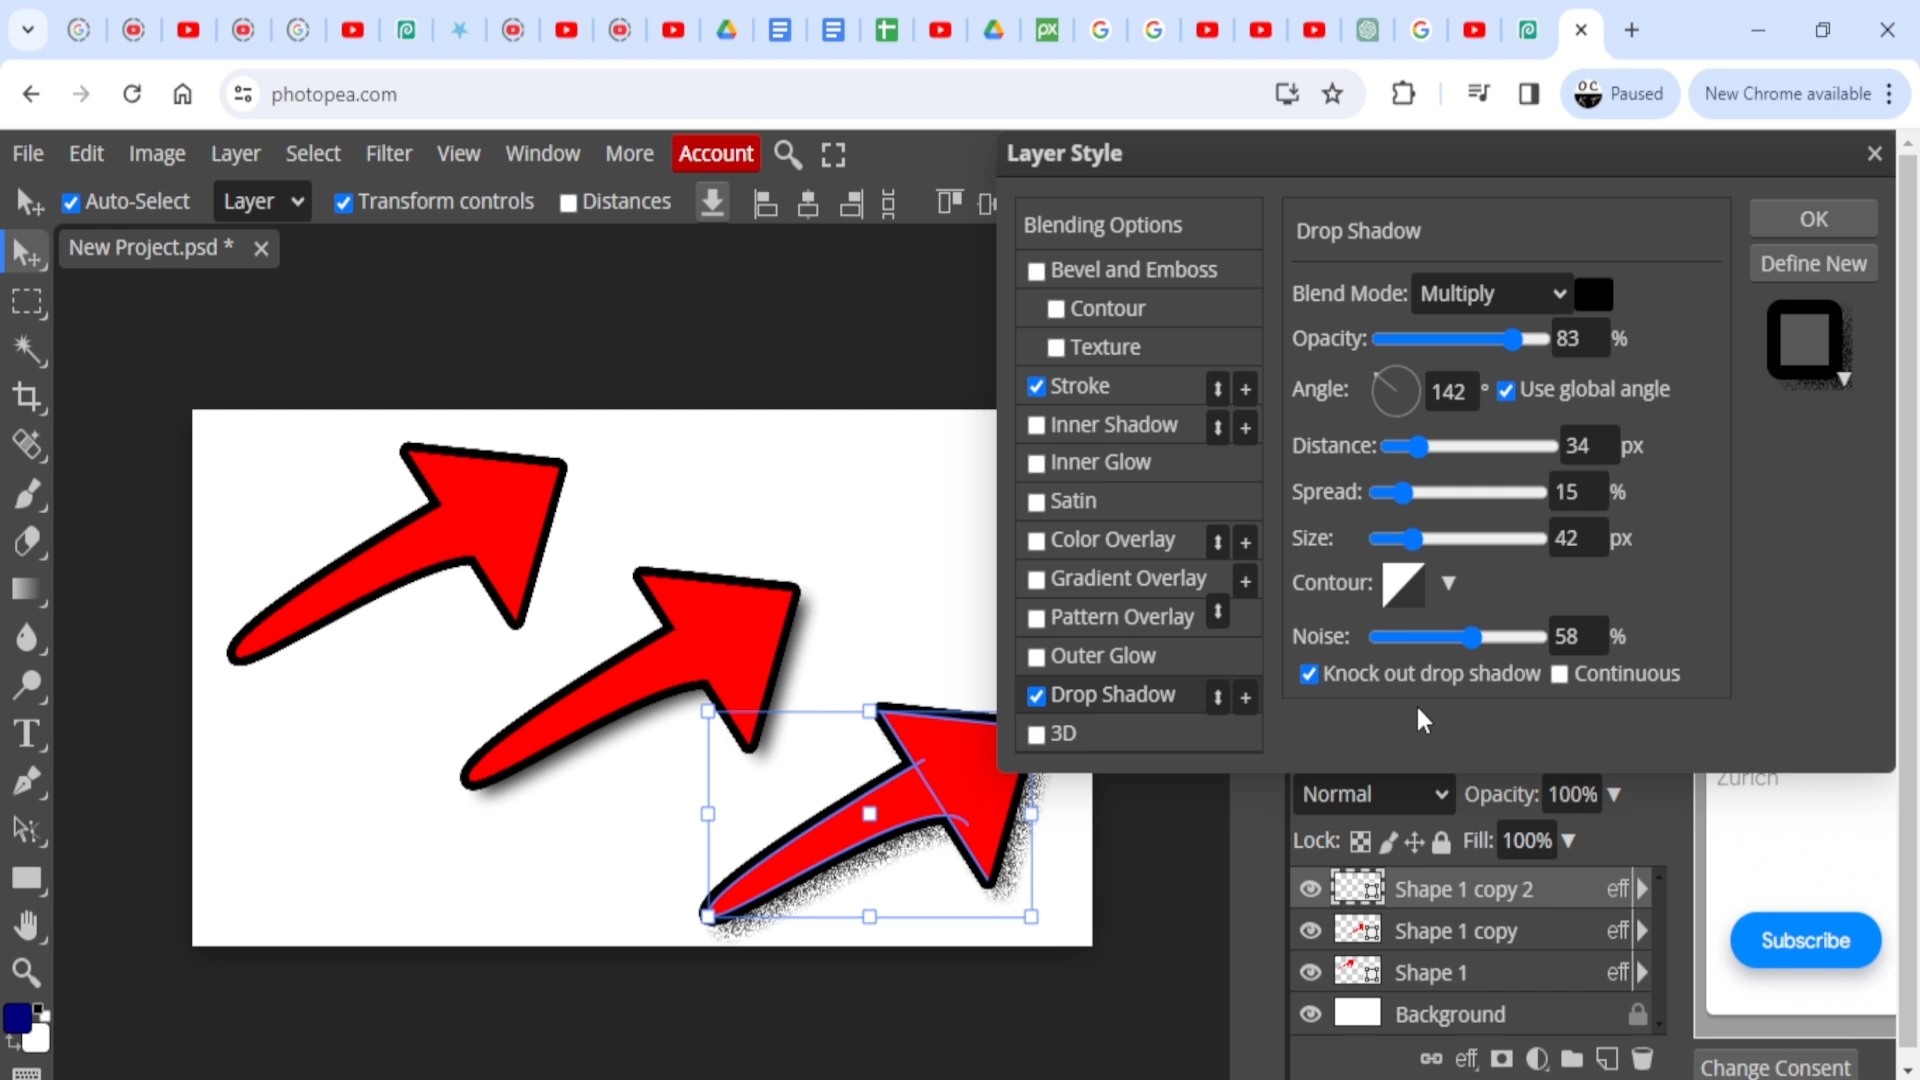 photopea.com
Paused
New Chrome available
File Edit Image Layer Select Filter View Window More Account
Auto-Select Layer Transform controls Distances
New Project.psd *
Layer Style
Blending Options
Bevel and Emboss
Contour
Texture
Stroke
Inner Shadow
Inner Glow
Satin
Color Overlay
Gradient Overlay
Pattern Overlay
Outer Glow
Drop Shadow
3D
Drop Shadow
Blend Mode: Multiply
Opacity: 83 %
Angle: 142 ° Use global angle
Distance: 34 px
Spread: 15 %
Size: 42 px
Contour:
Noise: 58 %
Knock out drop shadow Continuous
OK
Define New
Normal Opacity: 100%
Lock: Fill: 100%
Shape 1 copy 2 eff
Shape 1 copy eff
Shape 1 eff
Background
eff
Zurich
Subscribe
Change Consent